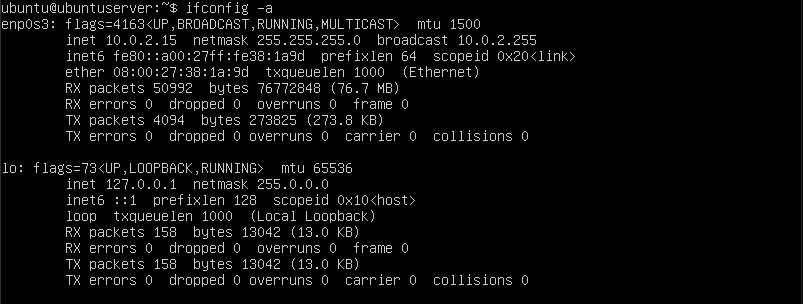 ubuntu@ubuntuserver:~$ ifconfig -a
enp0s3: flags=4163<UP,BROADCAST,RUNNING,MULTICAST>  mtu 1500
        inet 10.0.2.15  netmask 255.255.255.0  broadcast 10.0.2.255
        inet6 fe80::a00:27ff:fe38:1a9d  prefixlen 64  scopeid 0x20<link>
        ether 08:00:27:38:1a:9d  txqueuelen 1000  (Ethernet)
        RX packets 50992  bytes 76772848 (76.7 MB)
        RX errors 0  dropped 0  overruns 0  frame 0
        TX packets 4094  bytes 273825 (273.8 KB)
        TX errors 0  dropped 0 overruns 0  carrier 0  collisions 0

lo: flags=73<UP,LOOPBACK,RUNNING>  mtu 65536
        inet 127.0.0.1  netmask 255.0.0.0
        inet6 ::1  prefixlen 128  scopeid 0x10<host>
        loop  txqueuelen 1000  (Local Loopback)
        RX packets 158  bytes 13042 (13.0 KB)
        RX errors 0  dropped 0  overruns 0  frame 0
        TX packets 158  bytes 13042 (13.0 KB)
        TX errors 0  dropped 0 overruns 0  carrier 0  collisions 0